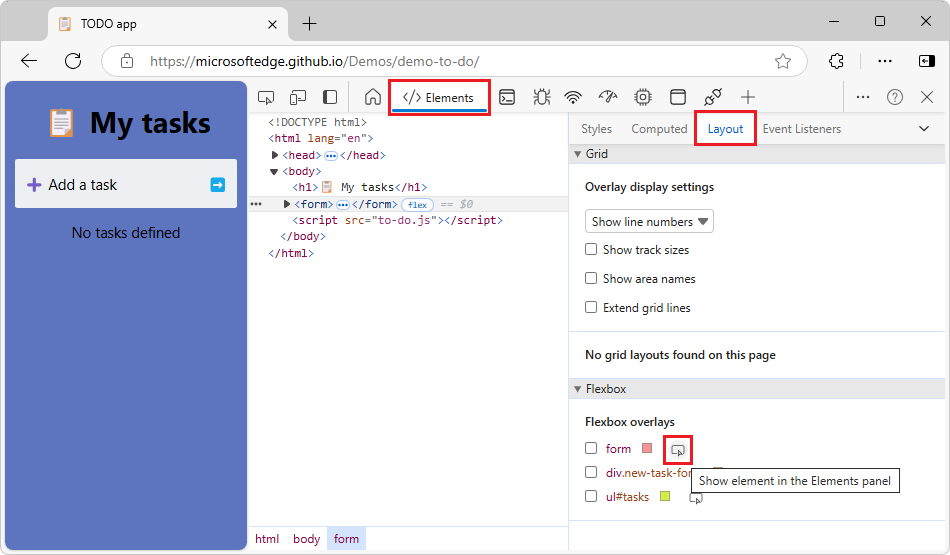 TODO app
https://microsoftedge.github.io/Demos/demo-to-do/
My tasks
Add a task
No tasks defined
Elements
<!DOCTYPE html>
<html lang="en">
<head> </head>
<body>
<h1>📋 My tasks</h1>
<form> </form> flex == $0
<script src="to-do.js"></script>
</body>
</html>
html body form
Styles Computed Layout Event Listeners
Grid
Overlay display settings
Show line numbers
Show track sizes
Show area names
Extend grid lines
No grid layouts found on this page
Flexbox
Flexbox overlays
form
div.new-task-for
Show element in the Elements panel
ul#tasks